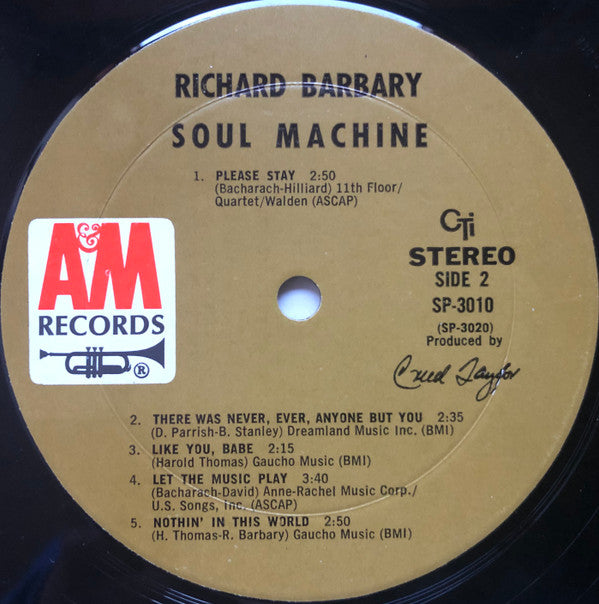 RICHARD BARBARY
SOUL MACHINE
1. PLEASE STAY 2:50
(Bacharach-Hilliard) 11th Floor/
Quartet/Walden (ASCAP)
A&M
RECORDS
®
CTi
STEREO
SIDE 2
SP-3010
(SP-3020)
Produced by
Creed Taylor
2. THERE WAS NEVER, EVER, ANYONE BUT YOU 2:35
(D. Parrish-B. Stanley) Dreamland Music Inc. (BMI)
3. LIKE YOU, BABE 2:15
(Harold Thomas) Gaucho Music (BMI)
4. LET THE MUSIC PLAY 3:40
(Bacharach-David) Anne-Rachel Music Corp./
U.S. Songs, Inc. (ASCAP)
5. NOTHIN' IN THIS WORLD 2:50
(H. Thomas-R. Barbary) Gaucho Music (BMI)